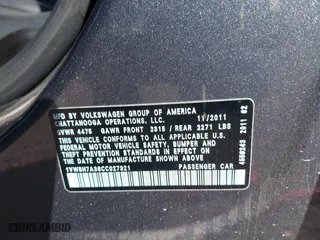 MFD BY VOLKSWAGEN GROUP OF AMERICA
CHATTANOOGA OPERATIONS, LLC. 11/2011
GVWR 4476 GAWR FRONT 2315 / REAR 2271 LBS
THIS VEHICLE CONFORMS TO ALL APPLICABLE U.S.
FEDERAL MOTOR VEHICLE SAFETY, BUMPER, AND
THEFT PREVENTION STANDARDS IN EFFECT ON THE
DATE OF MANUFACTURE SHOWN ABOVE.
PASSENGER CAR
2011 02